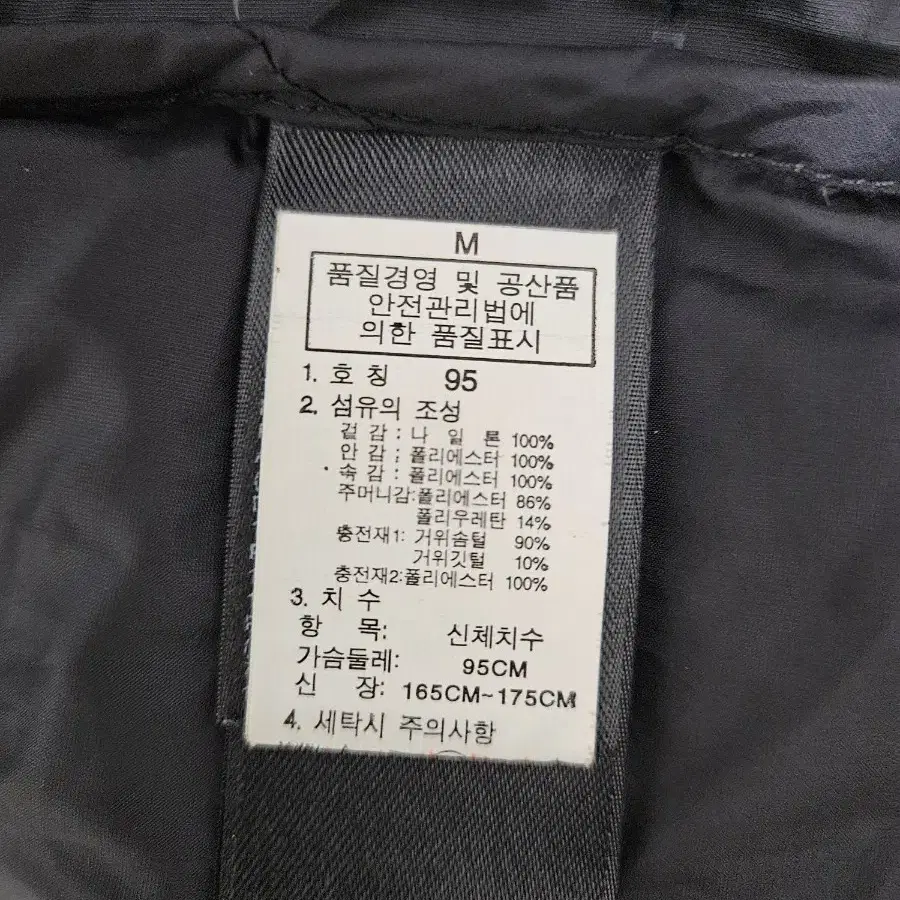 M
품질경영 및 공산품
안전관리법에
의한 품질표시
1. 호 칭 95
2. 섬유의 조성
겉 감 : 나 일 론 100%
안 감 : 폴리에스터 100%
속 감 : 폴리에스터 100%
주머니감:폴리에스터 86%
폴리우레탄 14%
충전재1: 거위솜털 90%
거위깃털 10%
충전재2:폴리에스터 100%
3. 치 수
항 목: 신체치수
가슴둘레: 95CM
신 장: 165CM~175CM
4. 세탁시 주의사항